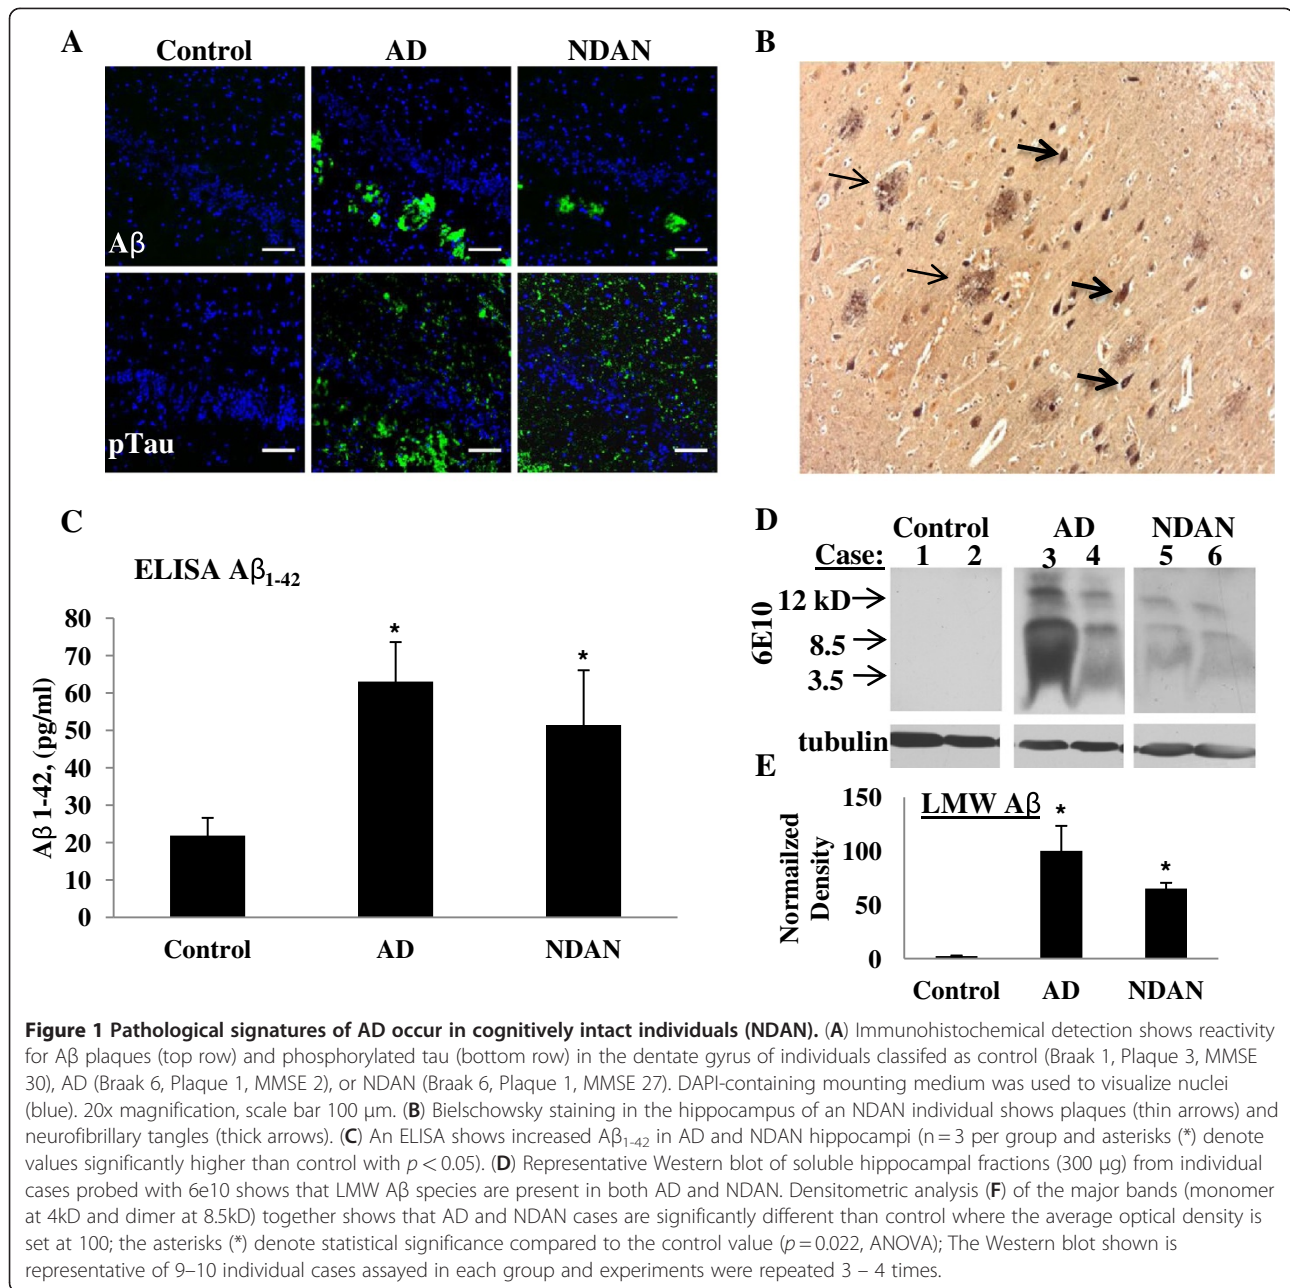 A
Control
AD
NDAN
Aβ
pTau
B
C
ELISA Aβ1-42
Aβ 1-42, (pg/ml)
80
70
60
50
40
30
20
10
0
*
*
Control
AD
NDAN
D
Control
AD
NDAN
Case: 1 2 3 4 5 6
6E10
12 kD
8.5
3.5
tubulin
E
LMW Aβ
Normailzed
Density
150
100
50
0
*
*
Control
AD
NDAN
Figure 1 Pathological signatures of AD occur in cognitively intact individuals (NDAN). (A) Immunohistochemical detection shows reactivity
for Aβ plaques (top row) and phosphorylated tau (bottom row) in the dentate gyrus of individuals classifed as control (Braak 1, Plaque 3, MMSE
30), AD (Braak 6, Plaque 1, MMSE 2), or NDAN (Braak 6, Plaque 1, MMSE 27). DAPI-containing mounting medium was used to visualize nuclei
(blue). 20x magnification, scale bar 100 μm. (B) Bielschowsky staining in the hippocampus of an NDAN individual shows plaques (thin arrows) and
neurofibrillary tangles (thick arrows). (C) An ELISA shows increased Aβ1-42 in AD and NDAN hippocampi (n = 3 per group and asterisks (*) denote
values significantly higher than control with p < 0.05). (D) Representative Western blot of soluble hippocampal fractions (300 μg) from individual
cases probed with 6e10 shows that LMW Aβ species are present in both AD and NDAN. Densitometric analysis (F) of the major bands (monomer
at 4kD and dimer at 8.5kD) together shows that AD and NDAN cases are significantly different than control where the average optical density is
set at 100; the asterisks (*) denote statistical significance compared to the control value (p = 0.022, ANOVA); The Western blot shown is
representative of 9–10 individual cases assayed in each group and experiments were repeated 3 – 4 times.